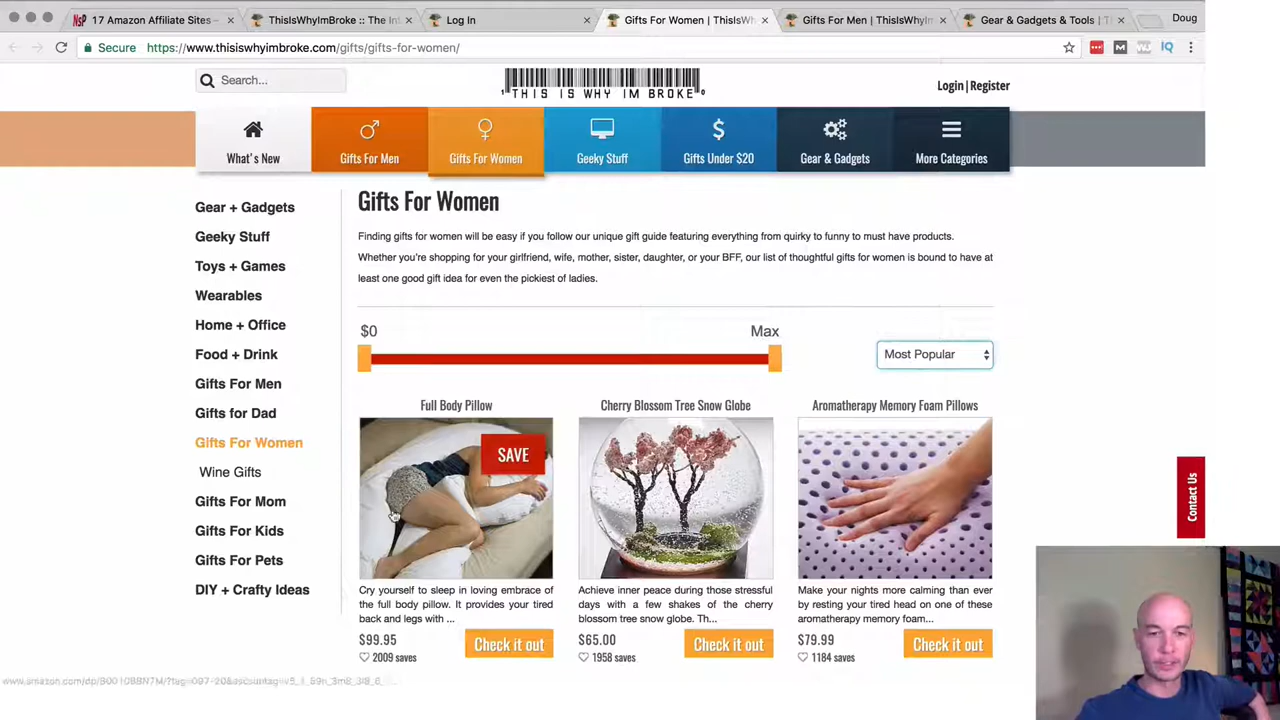 17 Amazon Affiliate Sites –
ThisIsWhyImBroke :: The In
Log In
Gifts For Women | ThisIsW
Gifts For Men | ThisIsWhyI
Gear & Gadgets & Tools | T
Doug
Secure
https://www.thisiswhyimbroke.com/gifts/gifts-for-women/
Search...
THIS IS WHY IM BROKE
Login|Register
What's New
Gifts For Men
Gifts For Women
Geeky Stuff
Gifts Under $20
Gear & Gadgets
More Categories
Gear + Gadgets
Geeky Stuff
Toys + Games
Wearables
Home + Office
Food + Drink
Gifts For Men
Gifts for Dad
Gifts For Women
Wine Gifts
Gifts For Mom
Gifts For Kids
Gifts For Pets
DIY + Crafty Ideas
Gifts For Women
Finding gifts for women will be easy if you follow our unique gift guide featuring everything from quirky to funny to must have products.
Whether you're shopping for your girlfriend, wife, mother, sister, daughter, or your BFF, our list of thoughtful gifts for women is bound to have at
least one good gift idea for even the pickiest of ladies.
$0
Max
Most Popular
Full Body Pillow
SAVE
Cry yourself to sleep in loving embrace of
the full body pillow. It provides your tired
back and legs with ...
$99.95
2009 saves
Check it out
Cherry Blossom Tree Snow Globe
Achieve inner peace during those stressful
days with a few shakes of the cherry
blossom tree snow globe. Th...
$65.00
1958 saves
Check it out
Aromatherapy Memory Foam Pillows
Make your nights more calming than ever
by resting your tired head on one of these
aromatherapy memory foam...
$79.99
1184 saves
Check it out
Contact Us